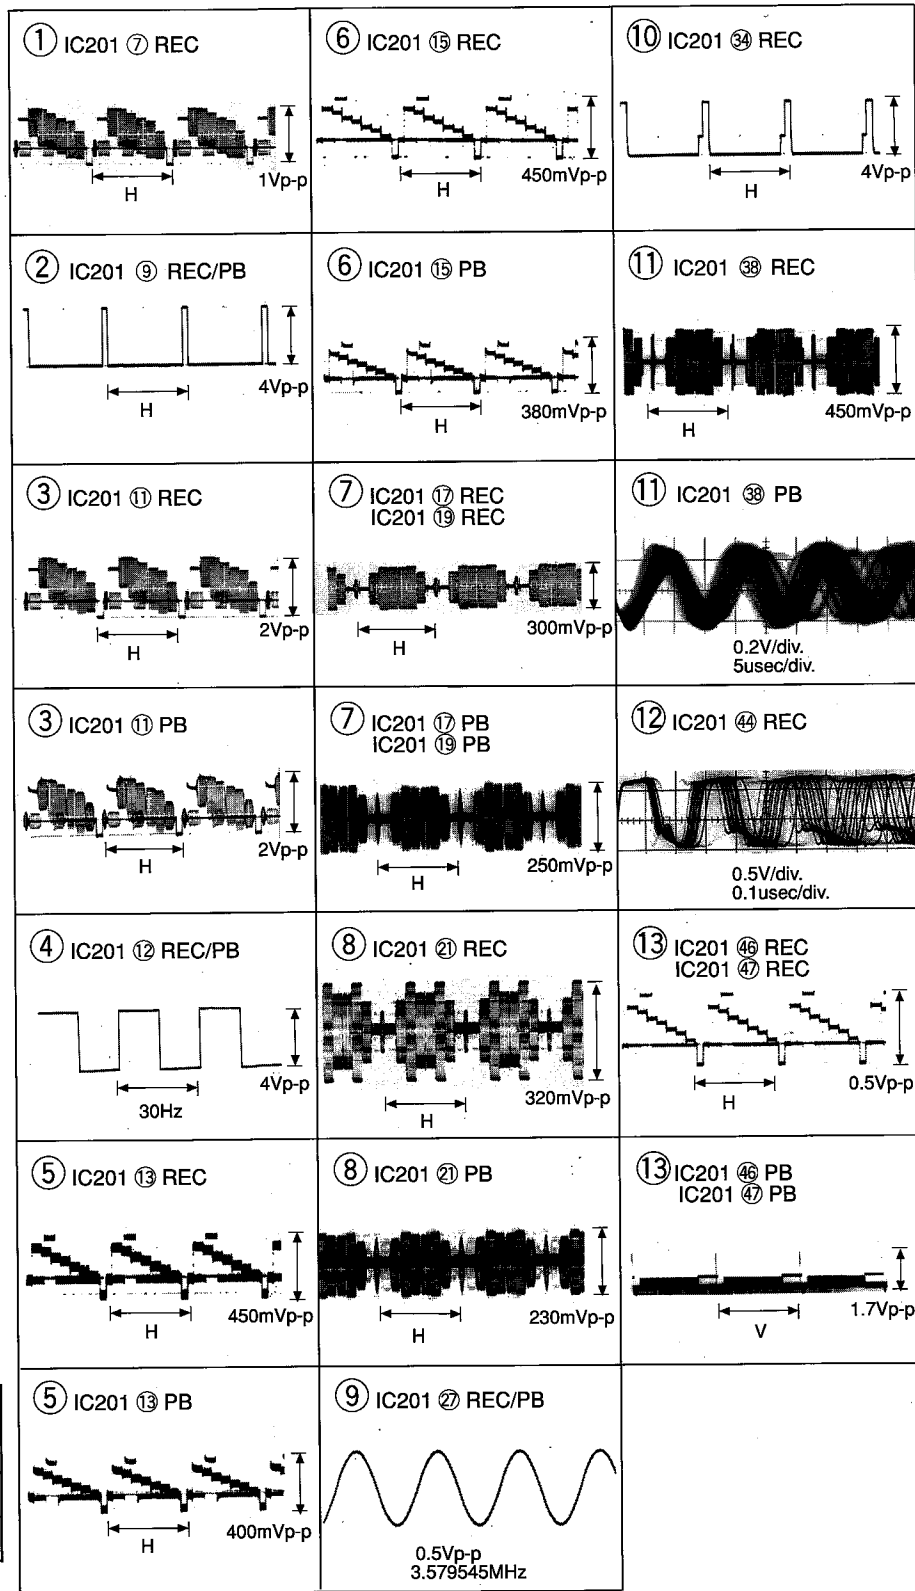 ① IC201 ⑦ REC
1Vp-p
H
② IC201 ⑨ REC/PB
4Vp-p
H
③ IC201 ⑪ REC
2Vp-p
H
③ IC201 ⑪ PB
2Vp-p
H
④ IC201 ⑫ REC/PB
4Vp-p
30Hz
⑤ IC201 ⑬ REC
450mVp-p
H
⑤ IC201 ⑬ PB
400mVp-p
H
⑥ IC201 ⑮ REC
450mVp-p
H
⑥ IC201 ⑮ PB
380mVp-p
H
⑦ IC201 ⑰ REC
IC201 ⑲ REC
300mVp-p
H
⑦ IC201 ⑰ PB
IC201 ⑲ PB
250mVp-p
H
⑧ IC201 ㉑ REC
320mVp-p
H
⑧ IC201 ㉑ PB
230mVp-p
H
⑨ IC201 ㉗ REC/PB
0.5Vp-p
3.579545MHz
⑩ IC201 ㉞ REC
4Vp-p
H
⑪ IC201 ㊳ REC
450mVp-p
H
⑪ IC201 ㊳ PB
0.2V/div.
5usec/div.
⑫ IC201 ㊹ REC
0.5V/div.
0.1usec/div.
⑬ IC201 ㊻ REC
IC201 ㊼ REC
0.5Vp-p
H
⑬ IC201 ㊻ PB
IC201 ㊼ PB
1.7Vp-p
V